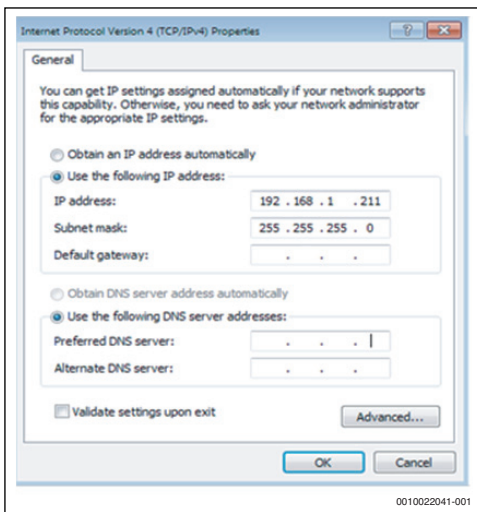 Internet Protocol Version 4 (TCP/IPv4) Properties
General
You can get IP settings assigned automatically if your network supports
this capability. Otherwise, you need to ask your network administrator
for the appropriate IP settings.
Obtain an IP address automatically
Use the following IP address:
IP address: 192 . 168 . 1 . 211
Subnet mask: 255 . 255 . 255 . 0
Default gateway: . . .
Obtain DNS server address automatically
Use the following DNS server addresses:
Preferred DNS server: . . .
Alternate DNS server: . . .
Validate settings upon exit
Advanced...
OK Cancel
0010022041-001